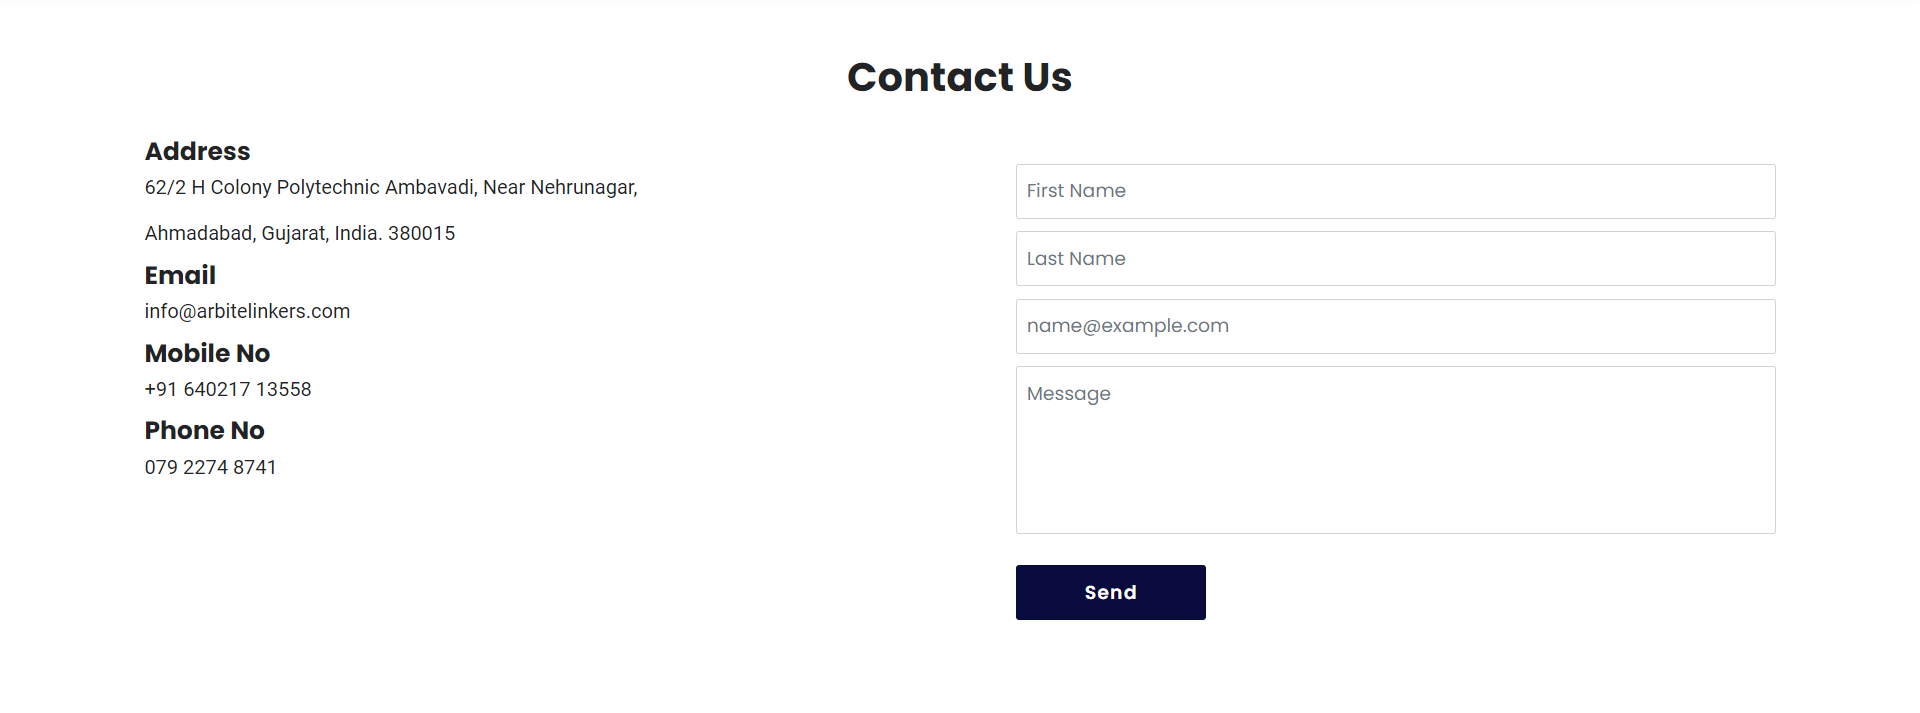 Contact Us
Address
62/2 H Colony Polytechnic Ambavadi, Near Nehrunagar,
Ahmadabad, Gujarat, India. 380015
Email
info@arbitelinkers.com
Mobile No
+91 640217 13558
Phone No
079 2274 8741
First Name
Last Name
name@example.com
Message
Send